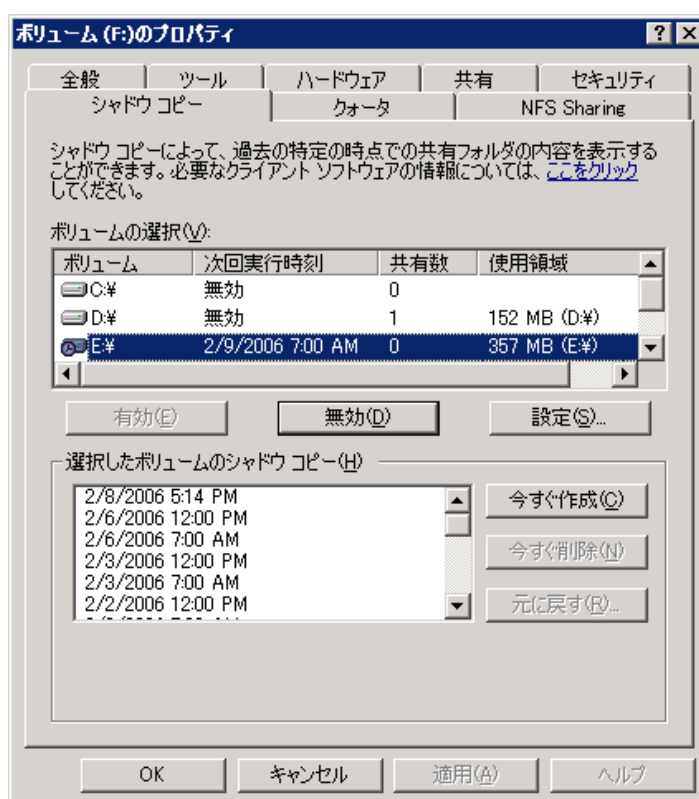 ボリューム (F:)のプロパティ
全般 ツール ハードウェア 共有 セキュリティ
シャドウ コピー クォータ NFS Sharing
シャドウ コピーによって、過去の特定の時点での共有フォルダの内容を表示する
ことができます。必要なクライアント ソフトウェアの情報については、ここをクリック
してください。
ボリュームの選択(V):
ボリューム 次回実行時刻 共有数 使用領域
C:¥ 無効 0
D:¥ 無効 1 152 MB (D:¥)
E:¥ 2/9/2006 7:00 AM 0 357 MB (E:¥)
有効(E) 無効(D) 設定(S)...
選択したボリュームのシャドウ コピー(H)
2/8/2006 5:14 PM
2/6/2006 12:00 PM
2/6/2006 7:00 AM
2/3/2006 12:00 PM
2/3/2006 7:00 AM
2/2/2006 12:00 PM
今すぐ作成(C)
今すぐ削除(N)
元に戻す(R)...
OK キャンセル 適用(A) ヘルプ